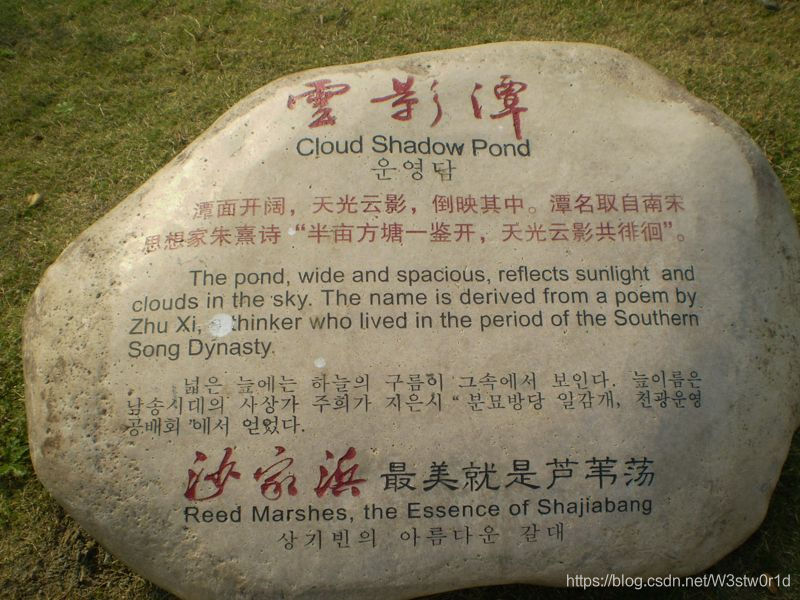 雲影潭
Cloud Shadow Pond
운영담
潭面开阔，天光云影，倒映其中。潭名取自南宋
思想家朱熹诗“半亩方塘一鉴开，天光云影共徘徊”。
The pond, wide and spacious, reflects sunlight and
clouds in the sky. The name is derived from a poem by
Zhu Xi, a thinker who lived in the period of the Southern
Song Dynasty.
넓은 늪에는 하늘의 구름이 그속에서 보인다. 늪이름은
남송시대의 사상가 주희가 지은시 “분묘방당 일감개, 천광운영
공배회”에서 얻었다.
沙家浜 最美就是芦苇荡
Reed Marshes, the Essence of Shajiabang
상기빈의 아름다운 갈대
https://blog.csdn.net/W3stw0r1d